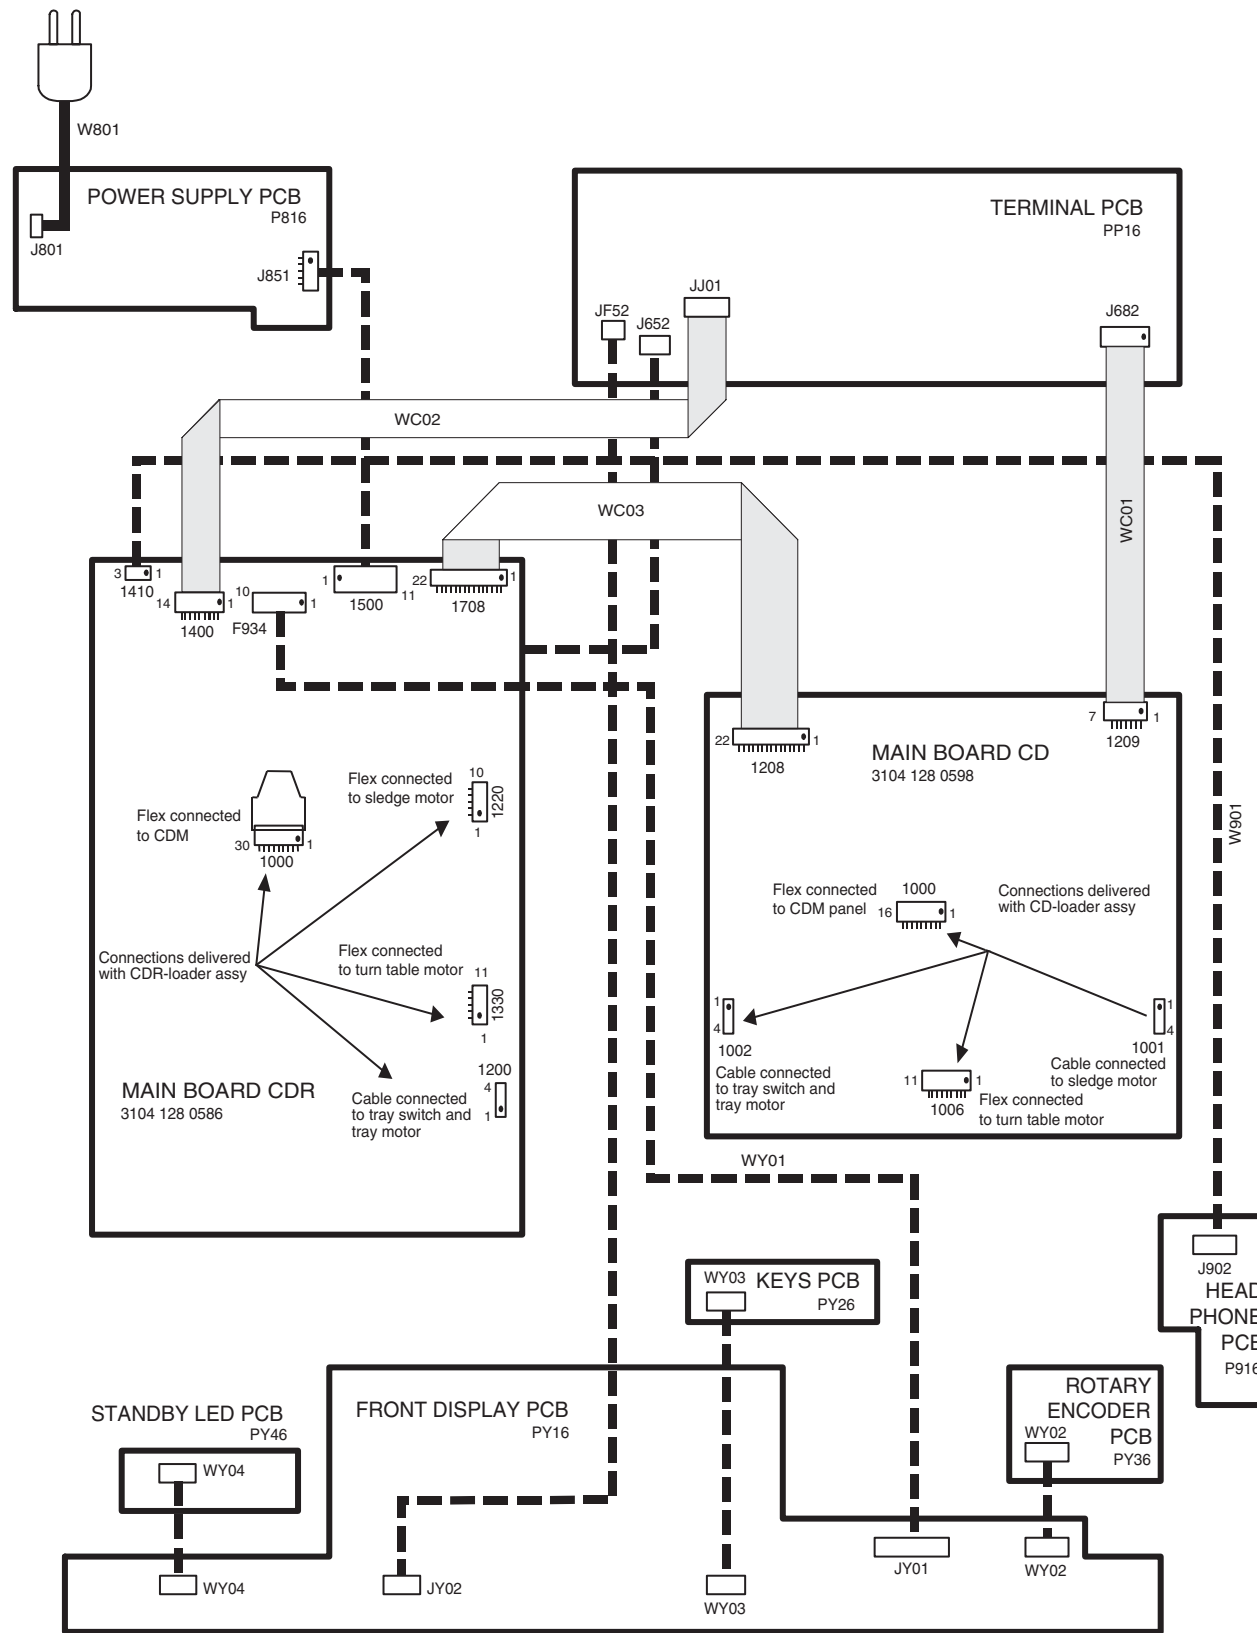 W801
POWER SUPPLY PCB
P816
J801
J851
TERMINAL PCB
PP16
JJ01
JF52
J652
J682
WC02
WC03
WC01
W901
3 1
1410
14 1
1400
10 1
F934
1 11
1500
22 1
1708
Flex connected
to CDM
30 1
1000
Flex connected
to sledge motor
10
1220
1
Connections delivered
with CDR-loader assy
Flex connected
to turn table motor
11
1330
1
MAIN BOARD CDR
3104 128 0586
1200
4
1
Cable connected
to tray switch and
tray motor
22 1
1208
7 1
1209
MAIN BOARD CD
3104 128 0598
Flex connected
to CDM panel
1000
16 1
Connections delivered
with CD-loader assy
1
4
1002
Cable connected
to tray switch and
tray motor
1
4
1001
Cable connected
to sledge motor
11 1
1006
Flex connected
to turn table motor
WY01
J902
HEAD
PHONE
PCB
P916
WY03
KEYS PCB
PY26
ROTARY
ENCODER
PCB
PY36
WY02
STANDBY LED PCB
PY46
WY04
FRONT DISPLAY PCB
PY16
WY04
JY02
WY03
JY01
WY02